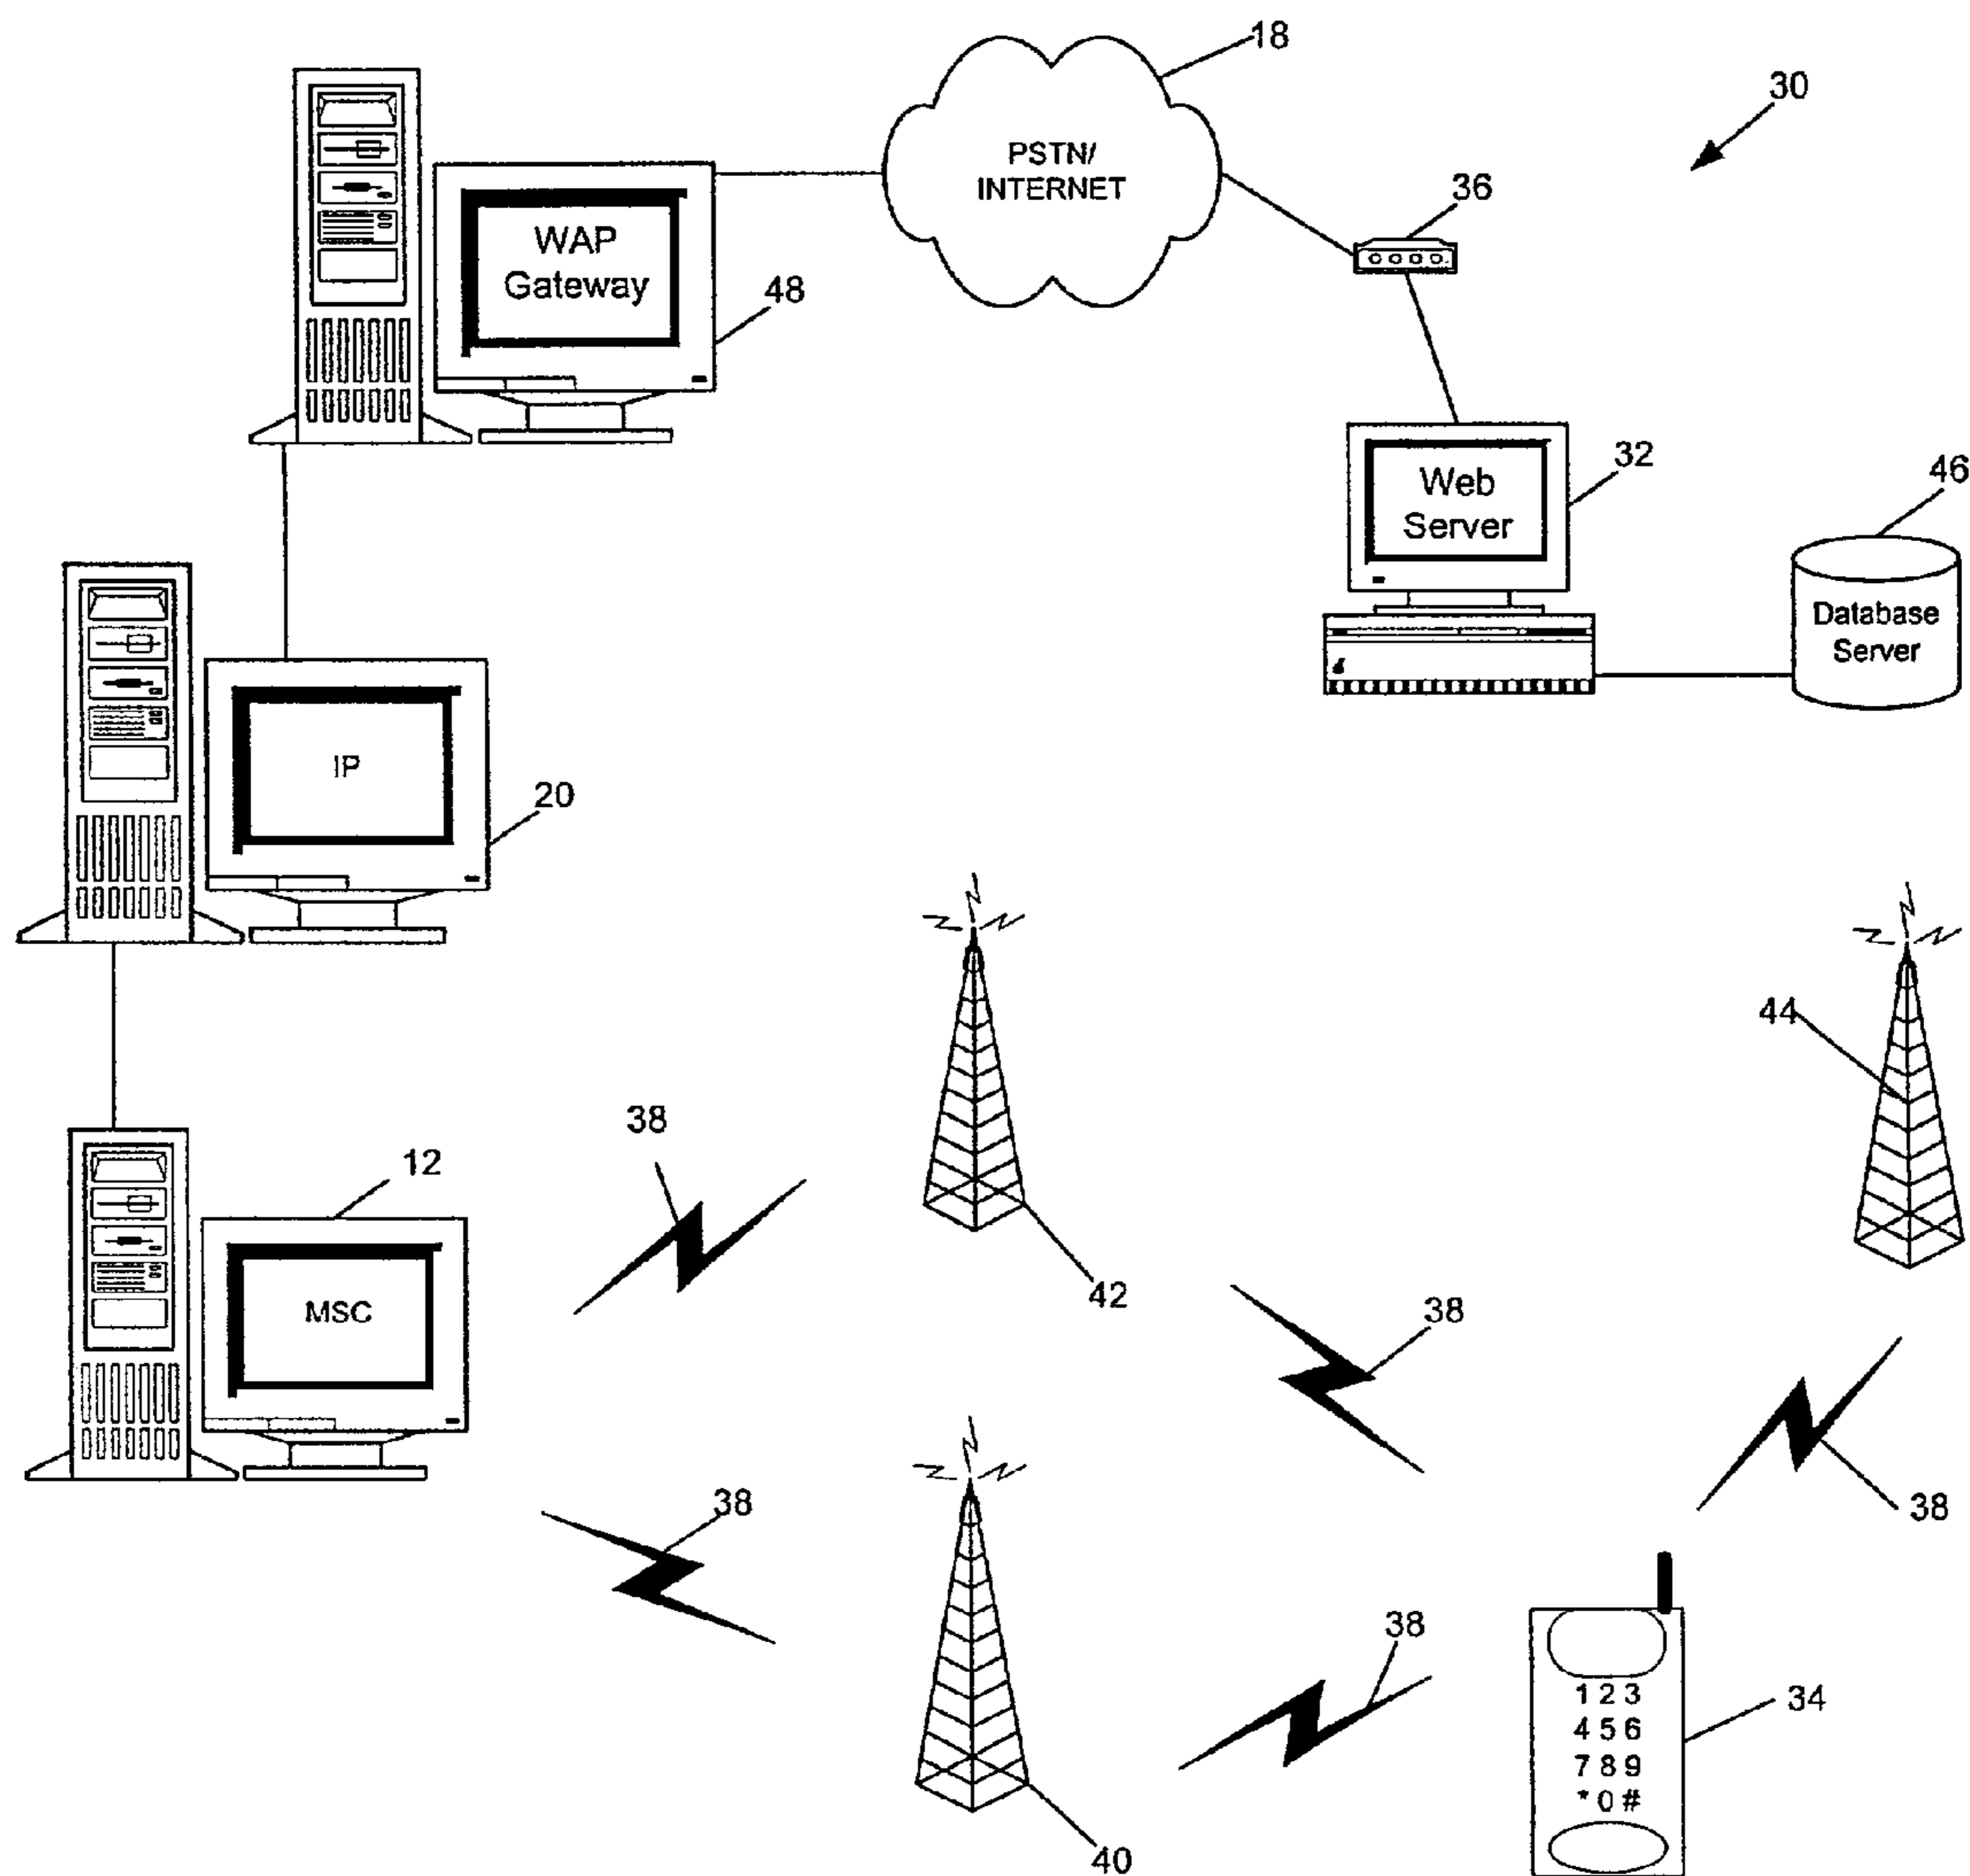 18
30
PSTN/
INTERNET
36
WAP
Gateway
48
32
46
Web
Server
Database
Server
IP
20
44
38
12
42
38
MSC
38
38
38
1 2 3
4 5 6
7 8 9
* 0 #
34
40